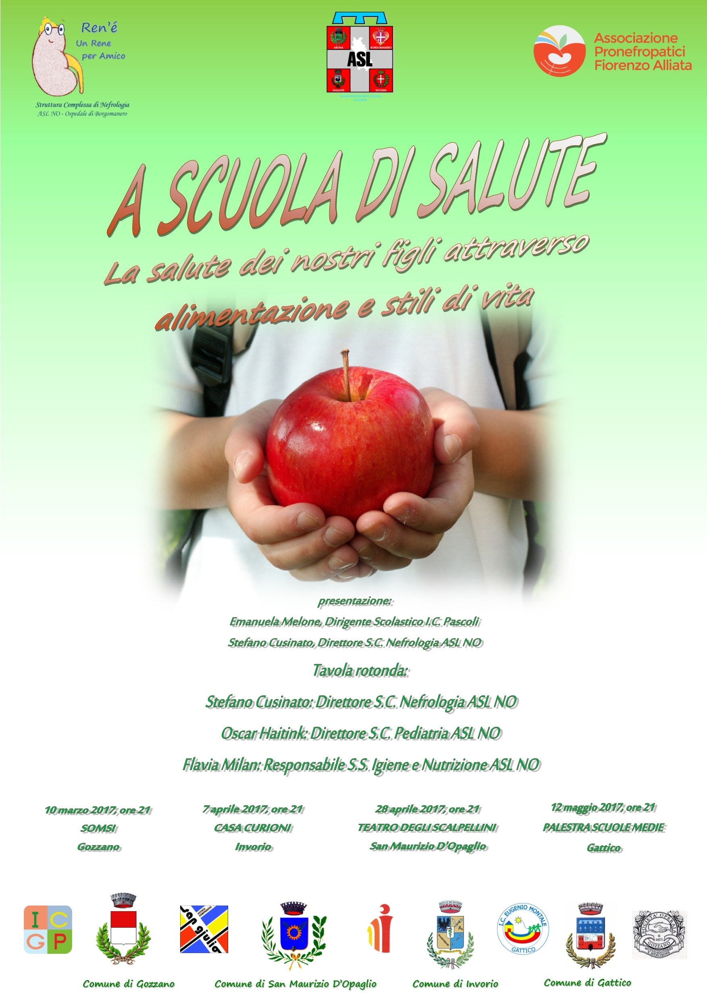 Ren'é
Un Rene
per Amico
Struttura Complessa di Nefrologia
ASL NO - Ospedale di Borgomanero
ARONA
BORGOMANERO
ASL
GALLIATE
NOVARA
Associazione
Pronefropatici
Fiorenzo Alliata
A SCUOLA DI SALUTE
La salute dei nostri figli attraverso
alimentazione e stili di vita
presentazione:
Emanuela Melone, Dirigente Scolastico I.C. Pascoli
Stefano Cusinato, Direttore S.C. Nefrologia ASL NO
Tavola rotonda:
Stefano Cusinato: Direttore S.C. Nefrologia ASL NO
Oscar Haitink: Direttore S.C. Pediatria ASL NO
Flavia Milan: Responsabile S.S. Igiene e Nutrizione ASL NO
10 marzo 2017, ore 21
SOMSI
Gozzano
7 aprile 2017, ore 21
CASA CURIONI
Invorio
28 aprile 2017, ore 21
TEATRO DEGLI SCALPELLINI
San Maurizio D'Opaglio
12 maggio 2017, ore 21
PALESTRA SCUOLE MEDIE
Gattico
I C
G P
san giulio
I.C. EUGENIO MONTALE
GATTICO
SOCIETA' OPERAIA
1873
GOZZANO
Comune di Gozzano
Comune di San Maurizio D'Opaglio
Comune di Invorio
Comune di Gattico